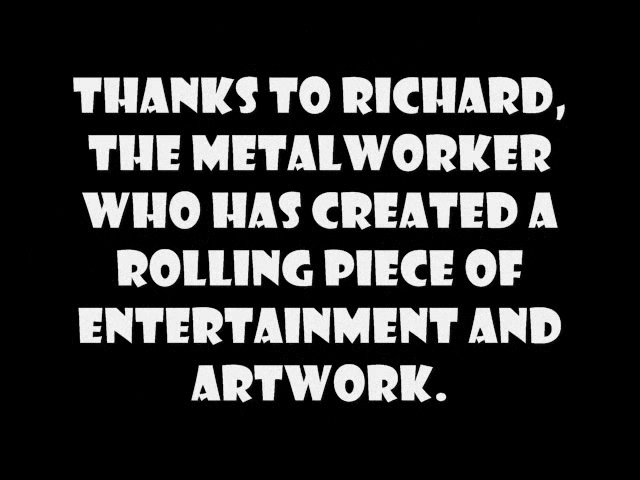 THANKS TO RICHARD,
THE METALWORKER
WHO HAS CREATED A
ROLLING PIECE OF
ENTERTAINMENT AND
ARTWORK.